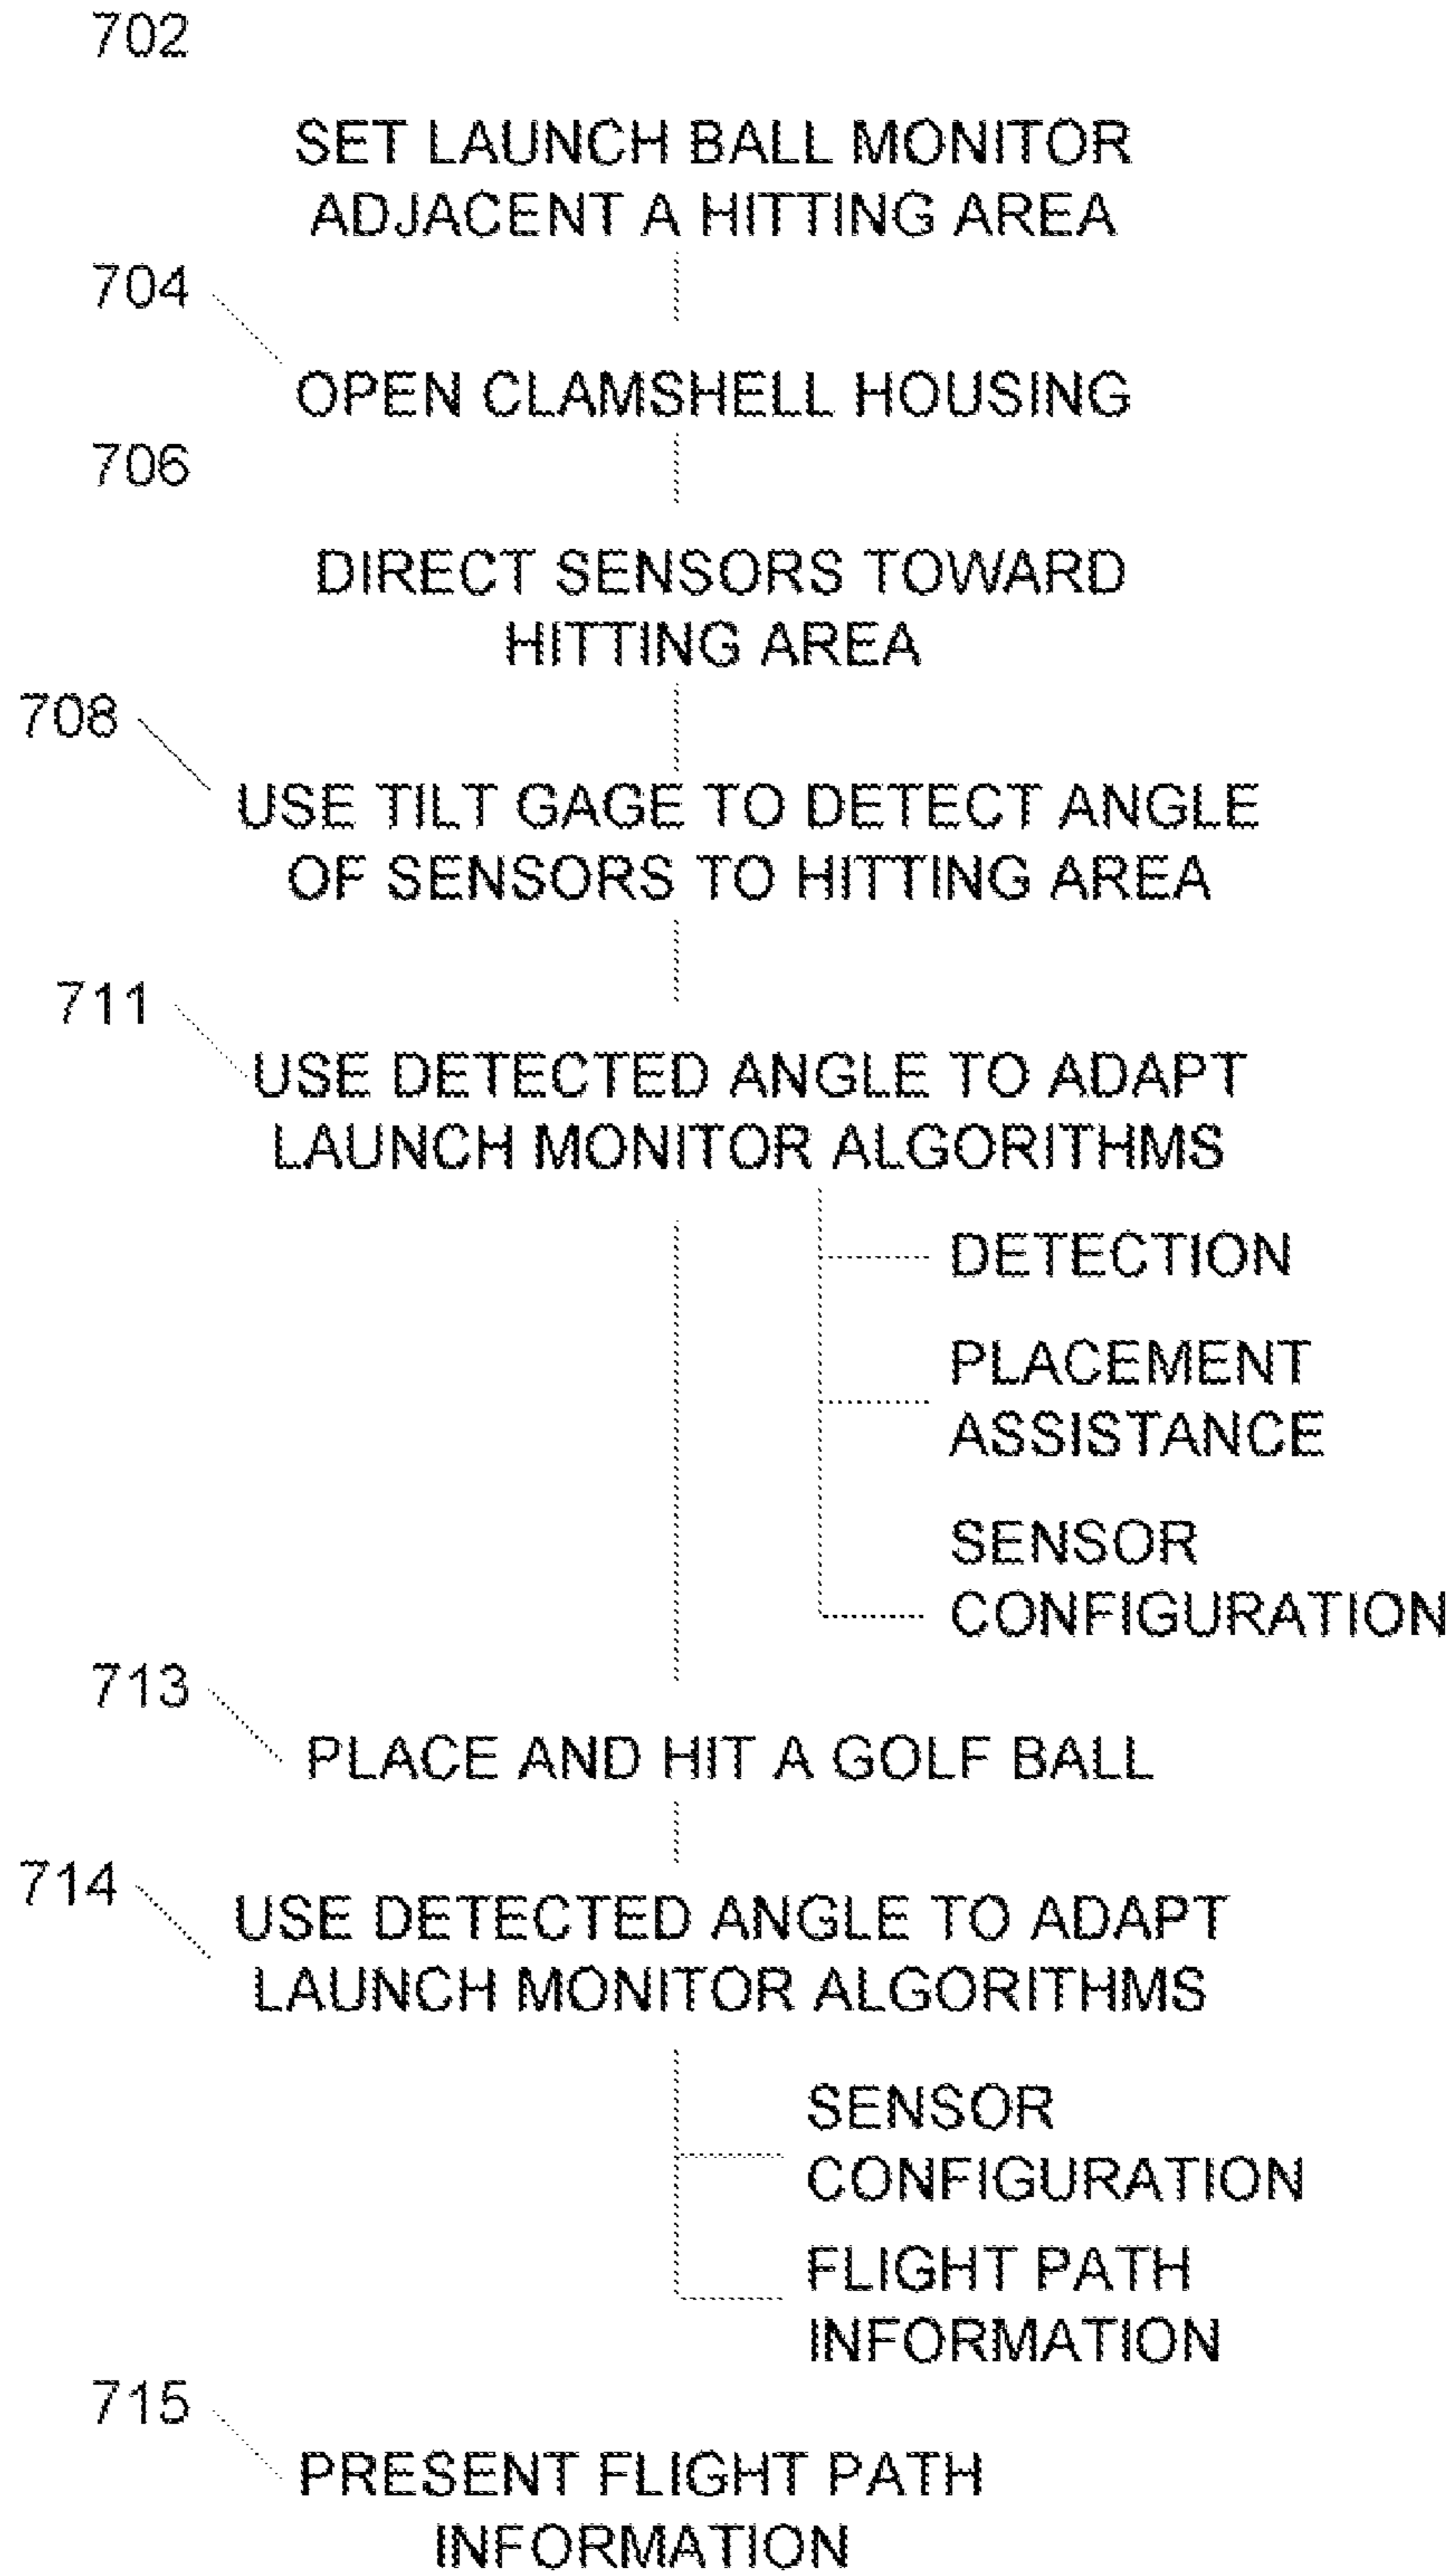 702
SET LAUNCH BALL MONITOR
ADJACENT A HITTING AREA
704
OPEN CLAMSHELL HOUSING
706
DIRECT SENSORS TOWARD
HITTING AREA
708
USE TILT GAGE TO DETECT ANGLE
OF SENSORS TO HITTING AREA
711
USE DETECTED ANGLE TO ADAPT
LAUNCH MONITOR ALGORITHMS
DETECTION
PLACEMENT
ASSISTANCE
SENSOR
CONFIGURATION
713
PLACE AND HIT A GOLF BALL
714
USE DETECTED ANGLE TO ADAPT
LAUNCH MONITOR ALGORITHMS
SENSOR
CONFIGURATION
FLIGHT PATH
INFORMATION
715
PRESENT FLIGHT PATH
INFORMATION